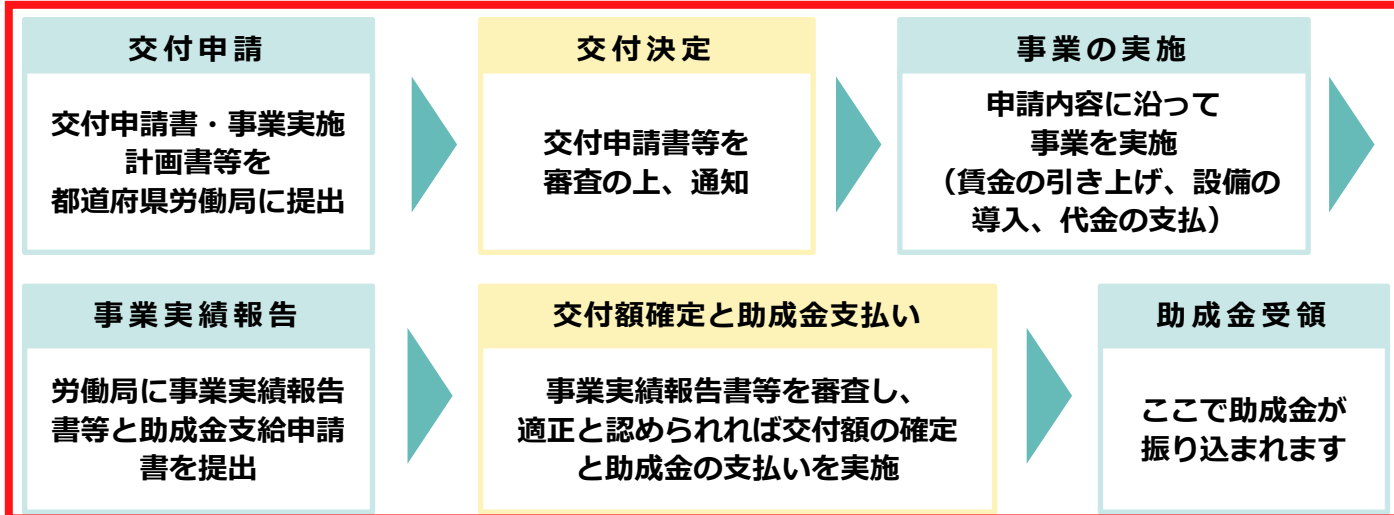 交付申請
交付申請書・事業実施
計画書等を
都道府県労働局に提出
交付決定
交付申請書等を
審査の上、通知
事業の実施
申請内容に沿って
事業を実施
（賃金の引き上げ、設備の
導入、代金の支払）
事業実績報告
労働局に事業実績報告
書等と助成金支給申請
書を提出
交付額確定と助成金支払い
事業実績報告書等を審査し、
適正と認められれば交付額の確定
と助成金の支払いを実施
助成金受領
ここで助成金が
振り込まれます